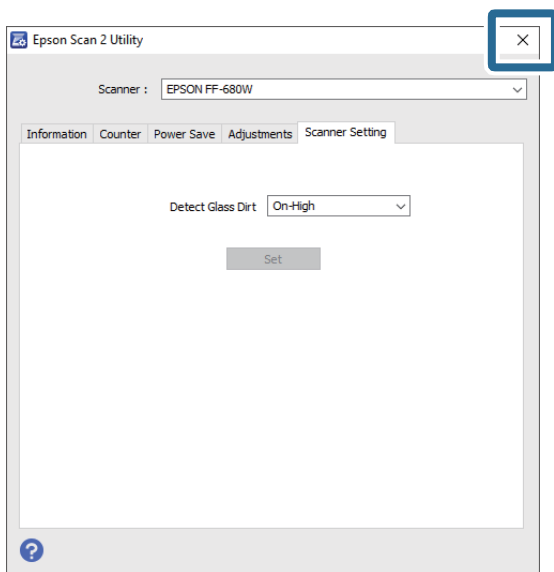 Epson Scan 2 Utility
Scanner : EPSON FF-680W
Information Counter Power Save Adjustments Scanner Setting
Detect Glass Dirt On-High
Set
?